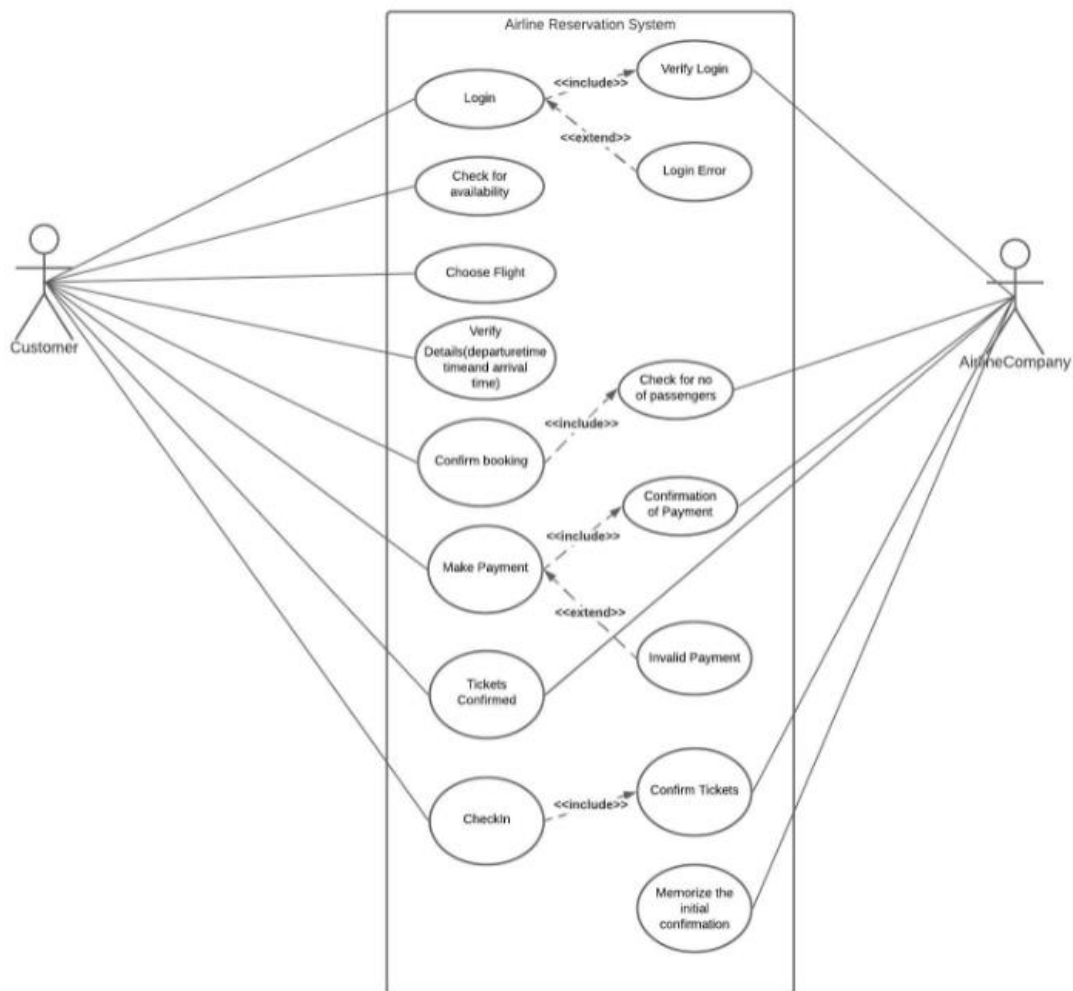 Airline Reservation System
Verify Login
<<include>>
Login
<<extend>>
Login Error
Check for
availability
Choose Flight
Customer
Verify
Details(departuretime
timeand arrival
time)
AirlineCompany
Check for no
of passengers
<<include>>
Confirm booking
Confirmation
of Payment
<<include>>
Make Payment
<<extend>>
Invalid Payment
Tickets
Confirmed
Confirm Tickets
<<include>>
CheckIn
Memorize the
initial
confirmation